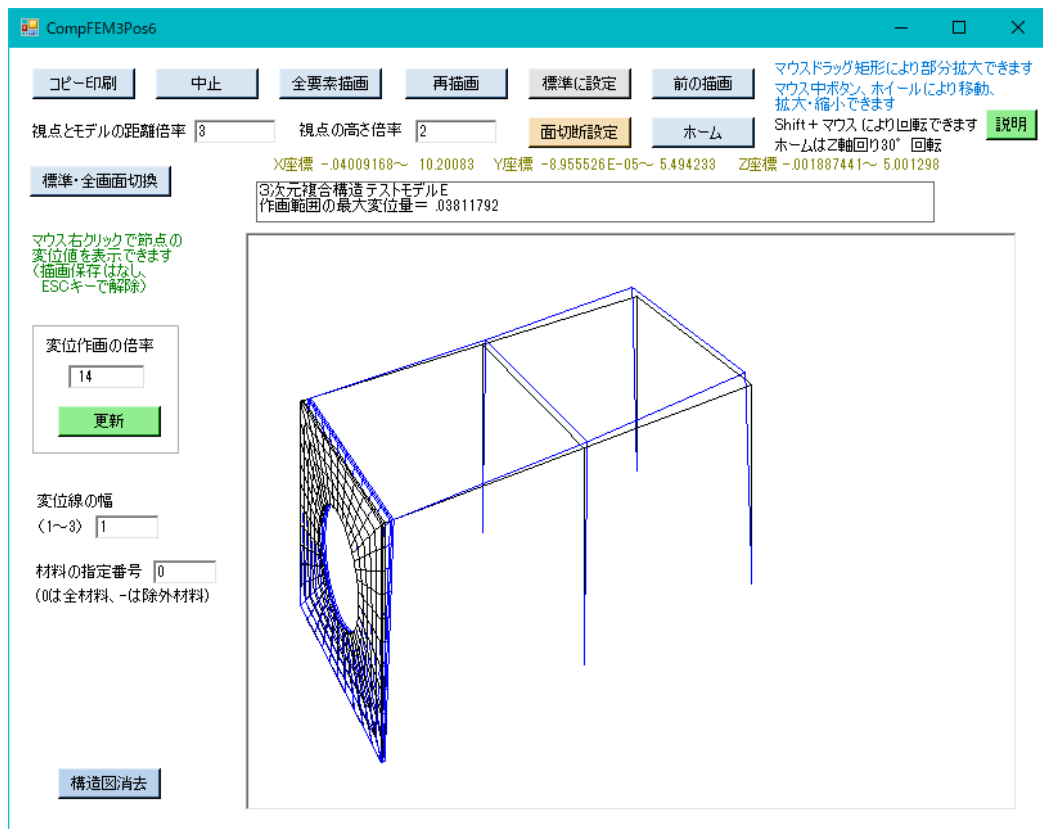 CompFEM3Pos6
コピー印刷 中止 全要素描画 再描画 標準に設定 前の描画
マウスドラッグ矩形により部分拡大できます
マウス中ボタン、ホイールにより移動、
拡大・縮小できます
視点とモデルの距離倍率 3 視点の高さ倍率 2 面切断設定 ホーム
Shift+マウスにより回転できます 説明
ホームはZ軸回り30°回転
X座標 -.04009168～ 10.20083 Y座標 -8.955526E-05～ 5.494233 Z座標 -.001887441～ 5.001298
標準・全画面切換
3次元複合構造テストモデルE
作画範囲の最大変位量= .03811792
マウス右クリックで節点の
変位値を表示できます
(描画保存はなし、
ESCキーで解除)
変位作画の倍率
14
更新
変位線の幅
(1～3) 1
材料の指定番号 0
(0は全材料、-は除外材料)
構造図消去